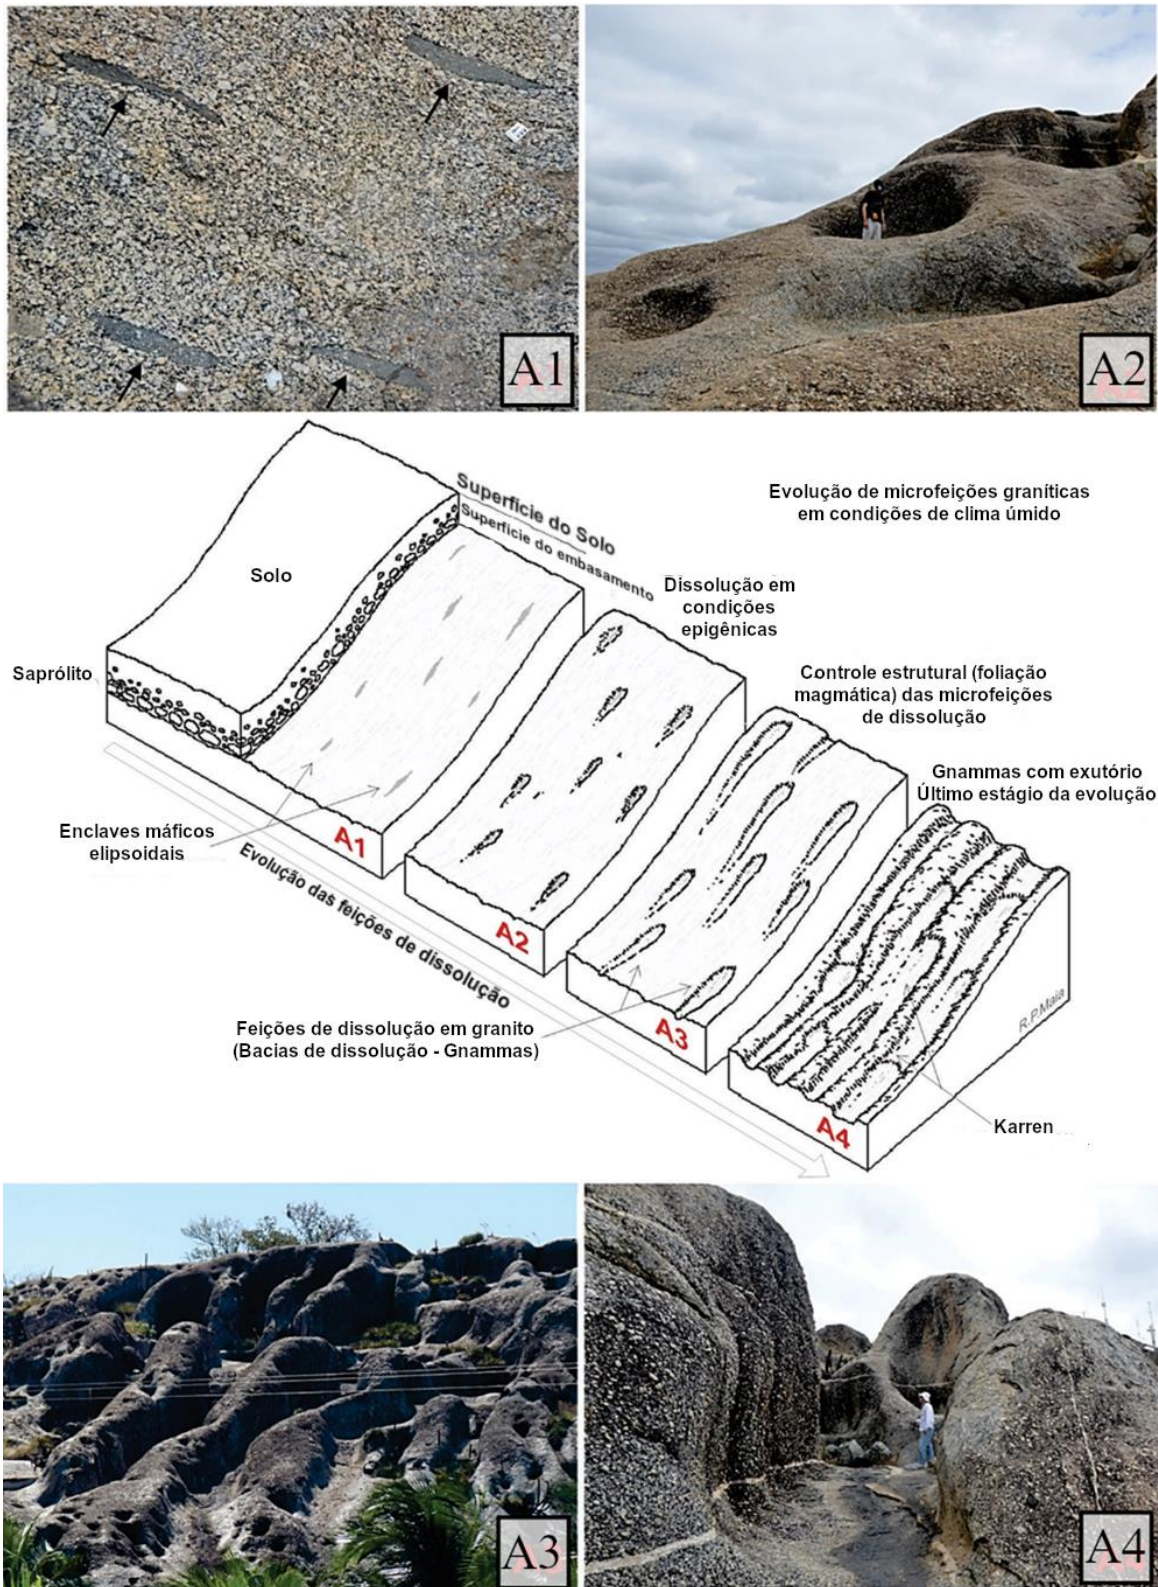 A1
A2
Evolução de microfeições graníticas
em condições de clima úmido
Superfície do Solo
Superfície do embasamento
Solo
Dissolução em
condições
epigênicas
Saprólito
Controle estrutural (foliação
magmática) das microfeições
de dissolução
Gnammas com exutório
Último estágio da evolução
Enclaves máficos
elipsoidais
A1
Evolução das feições de dissolução
A2
Feições de dissolução em granito
(Bacias de dissolução - Gnammas)
A3
R.P.Maia
A4
Karren
A3
A4